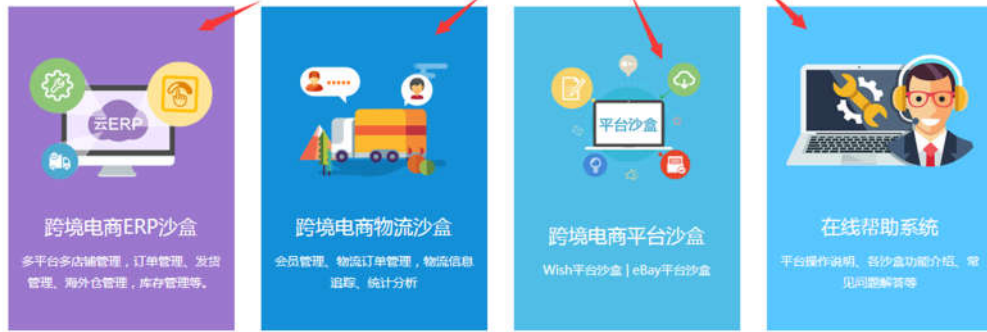 云ERP
跨境电商ERP沙盒
多平台多店铺管理，订单管理、发货
管理、海外仓管理，库存管理等。
跨境电商物流沙盒
会员管理、物流订单管理，物流信息
追踪、统计分析
平台沙盒
跨境电商平台沙盒
Wish平台沙盒 | eBay平台沙盒
在线帮助系统
平台操作说明、各沙盒功能介绍、常
见问题解答等